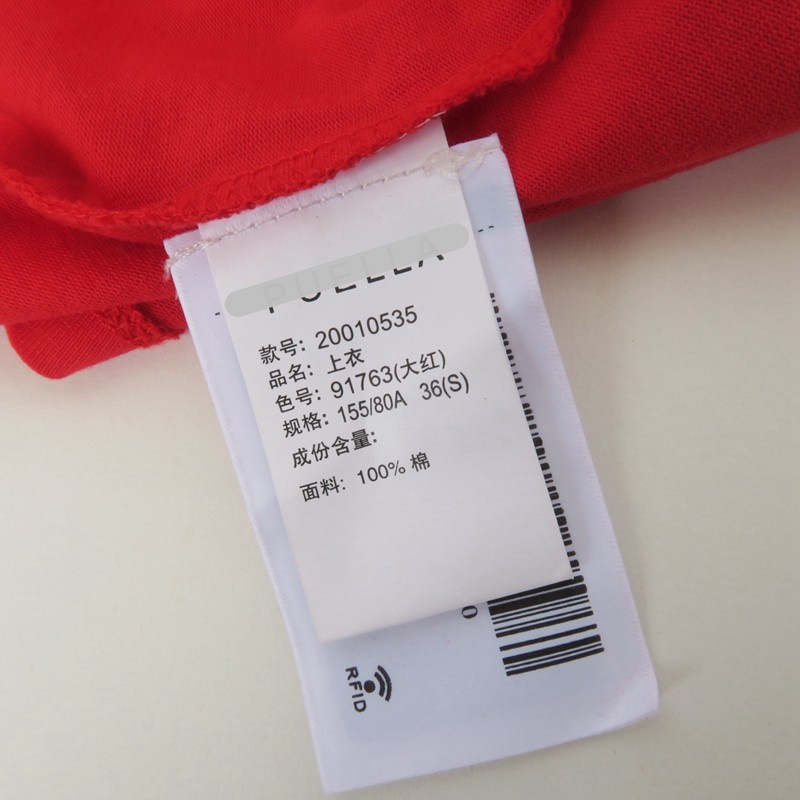 PUELLA
款号: 20010535
品名: 上衣
色号: 91763(大红)
规格: 155/80A 36(S)
成份含量:
面料: 100% 棉
0
RFID